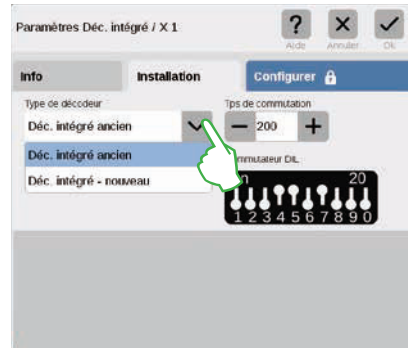 Paramètres Déc. intégré / X 1
Aide
Annuler
Ok
Info
Installation
Configurer
Type de décodeur
Tps de commutation
Déc. intégré ancien
200
Déc. intégré ancien
Déc. intégré - nouveau
DIL
20
1 2 3 4 5 6 7 8 9 0